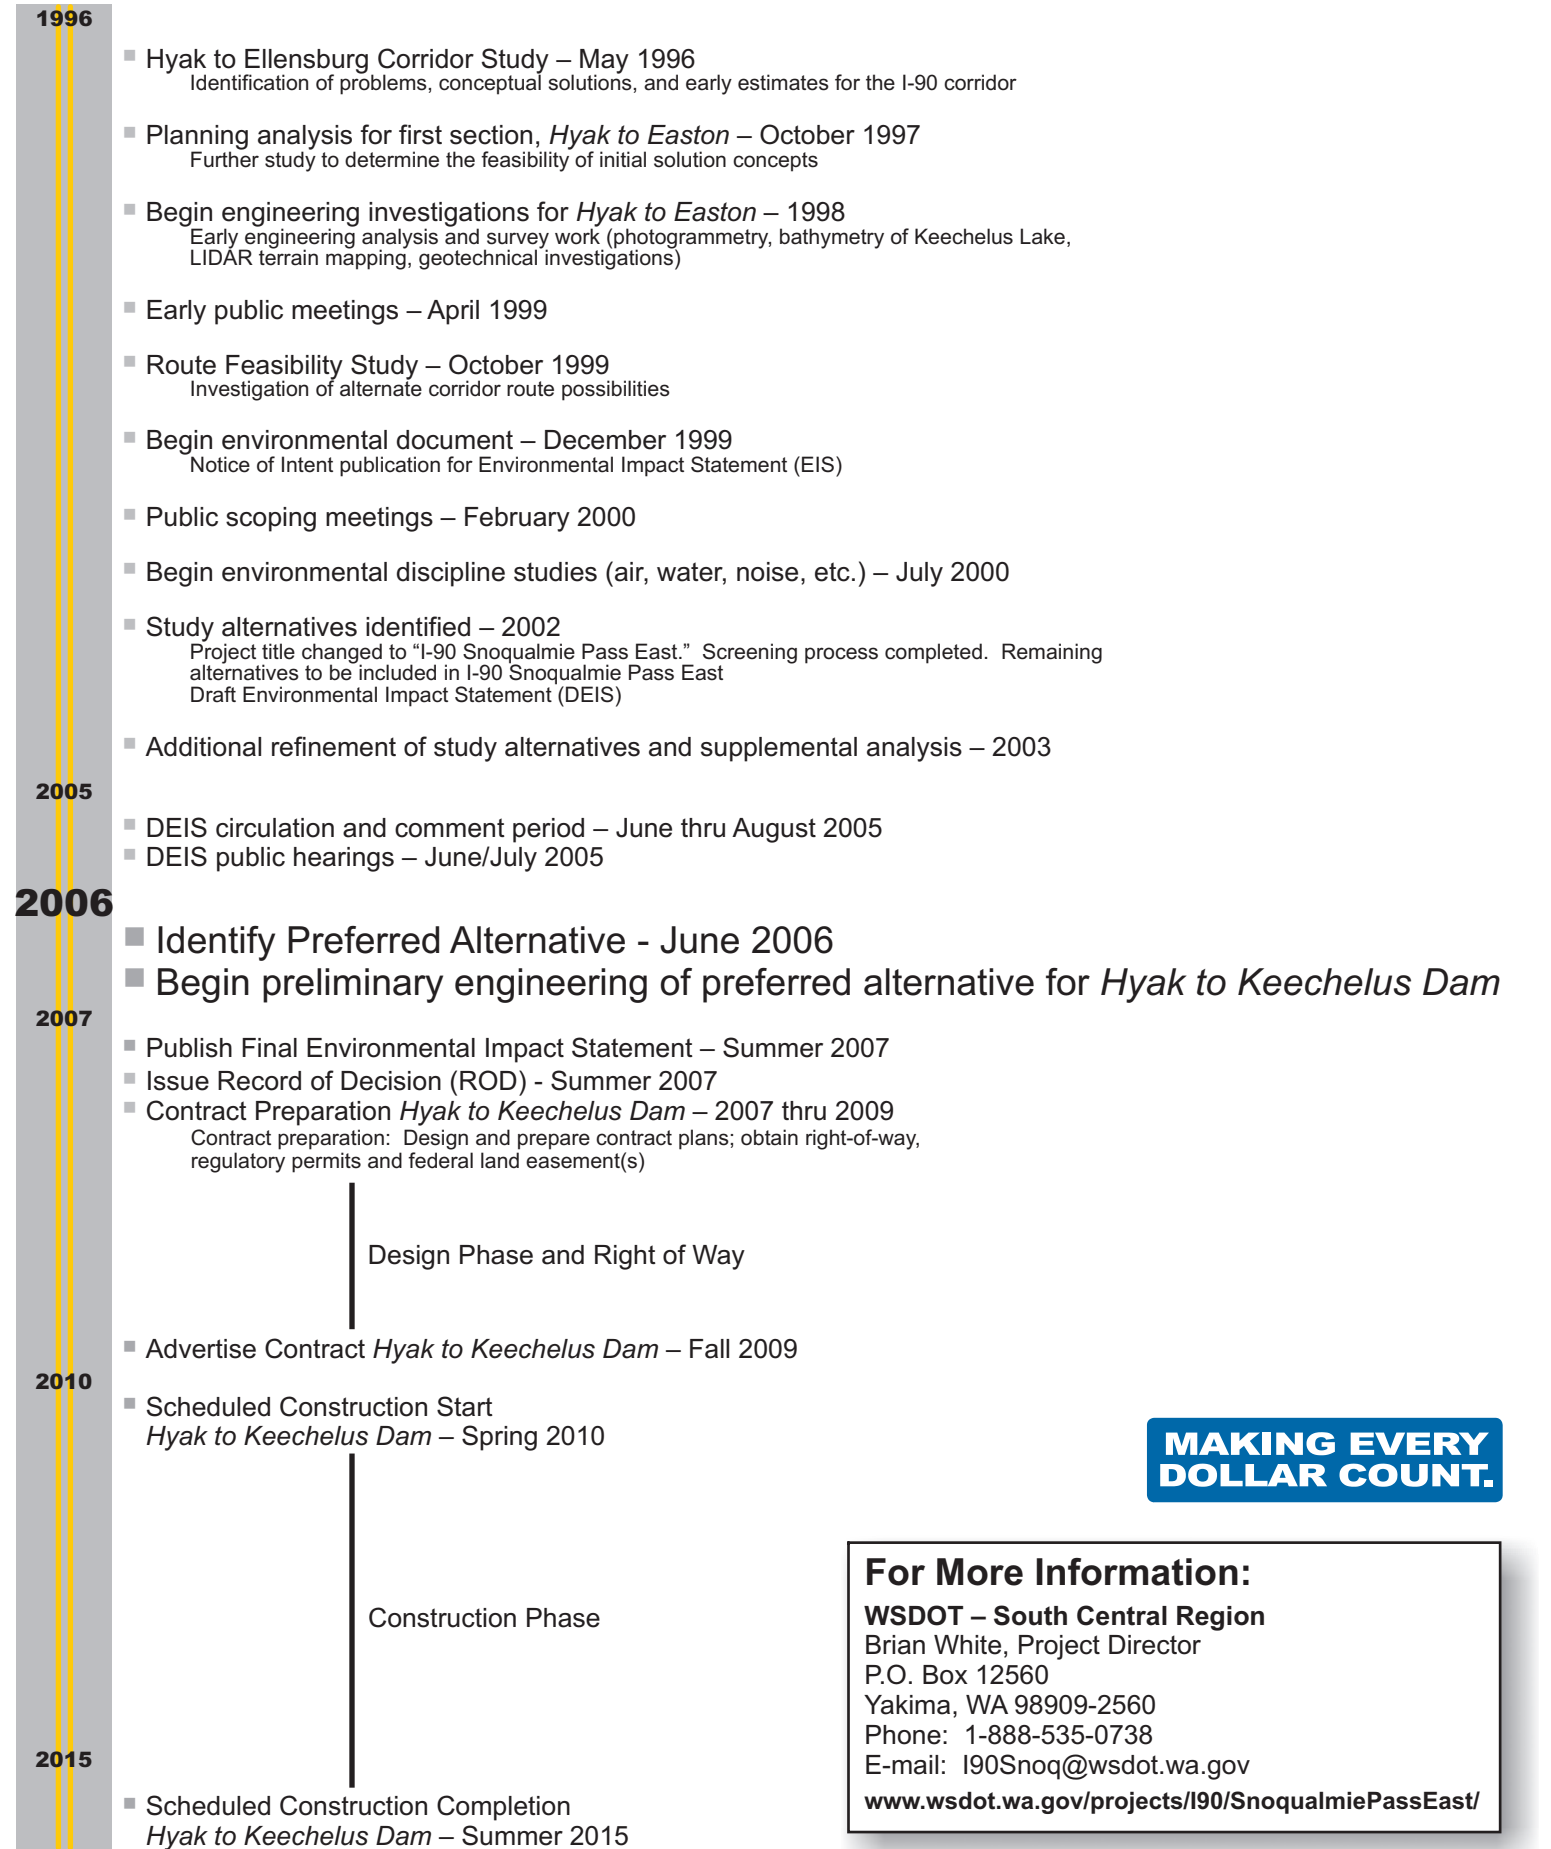 1996
Hyak to Ellensburg Corridor Study – May 1996
Identification of problems, conceptual solutions, and early estimates for the I-90 corridor
Planning analysis for first section, Hyak to Easton – October 1997
Further study to determine the feasibility of initial solution concepts
Begin engineering investigations for Hyak to Easton – 1998
Early engineering analysis and survey work (photogrammetry, bathymetry of Keechelus Lake,
LIDAR terrain mapping, geotechnical investigations)
Early public meetings – April 1999
Route Feasibility Study – October 1999
Investigation of alternate corridor route possibilities
Begin environmental document – December 1999
Notice of Intent publication for Environmental Impact Statement (EIS)
Public scoping meetings – February 2000
Begin environmental discipline studies (air, water, noise, etc.) – July 2000
Study alternatives identified – 2002
Project title changed to “I-90 Snoqualmie Pass East.”  Screening process completed.  Remaining
alternatives to be included in I-90 Snoqualmie Pass East
Draft Environmental Impact Statement (DEIS)
Additional refinement of study alternatives and supplemental analysis – 2003
2005
DEIS circulation and comment period – June thru August 2005
DEIS public hearings – June/July 2005
2006
Identify Preferred Alternative - June 2006
Begin preliminary engineering of preferred alternative for Hyak to Keechelus Dam
2007
Publish Final Environmental Impact Statement – Summer 2007
Issue Record of Decision (ROD) - Summer 2007
Contract Preparation Hyak to Keechelus Dam – 2007 thru 2009
Contract preparation:  Design and prepare contract plans; obtain right-of-way,
regulatory permits and federal land easement(s)
Design Phase and Right of Way
Advertise Contract Hyak to Keechelus Dam – Fall 2009
2010
Scheduled Construction Start
Hyak to Keechelus Dam – Spring 2010
Construction Phase
2015
Scheduled Construction Completion
Hyak to Keechelus Dam – Summer 2015
MAKING EVERY
DOLLAR COUNT.
For More Information:
WSDOT – South Central Region
Brian White, Project Director
P.O. Box 12560
Yakima, WA 98909-2560
Phone:  1-888-535-0738
E-mail:  I90Snoq@wsdot.wa.gov
www.wsdot.wa.gov/projects/I90/SnoqualmiePassEast/